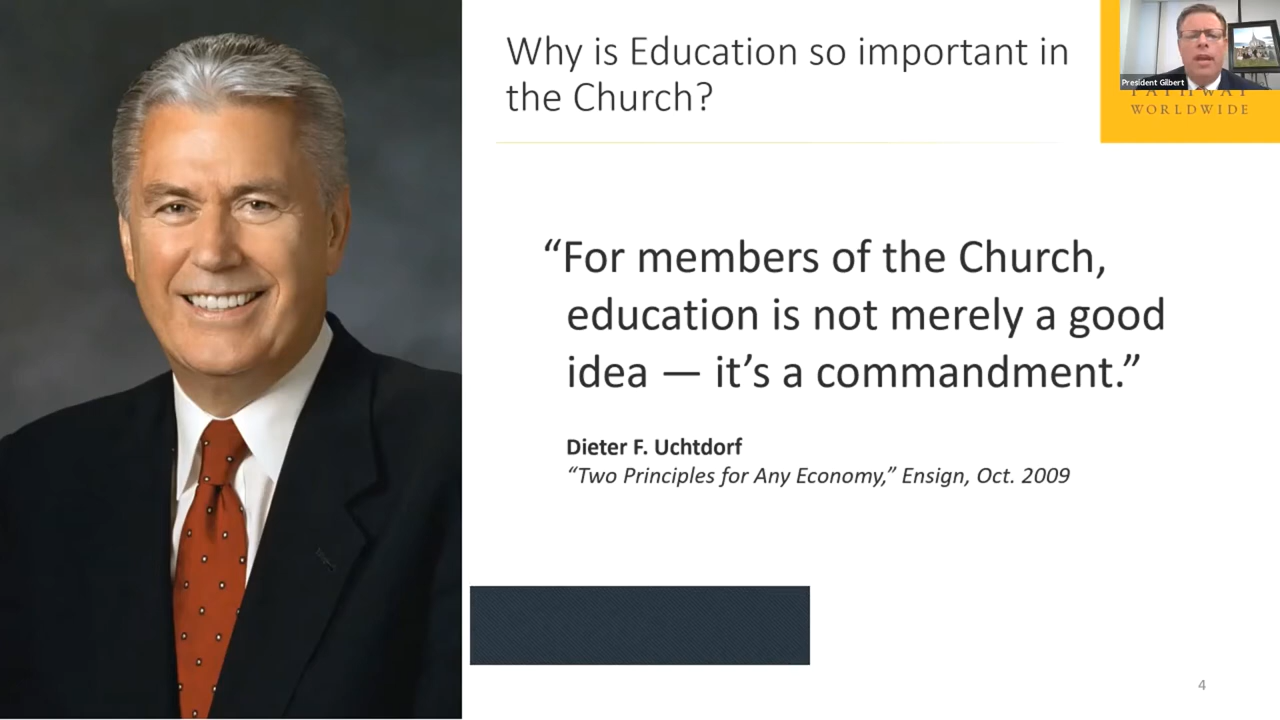 Why is Education so important in
the Church?
President Gilbert
PATHWAY
WORLDWIDE
“For members of the Church,
education is not merely a good
idea — it’s a commandment.”
Dieter F. Uchtdorf
“Two Principles for Any Economy,” Ensign, Oct. 2009
4